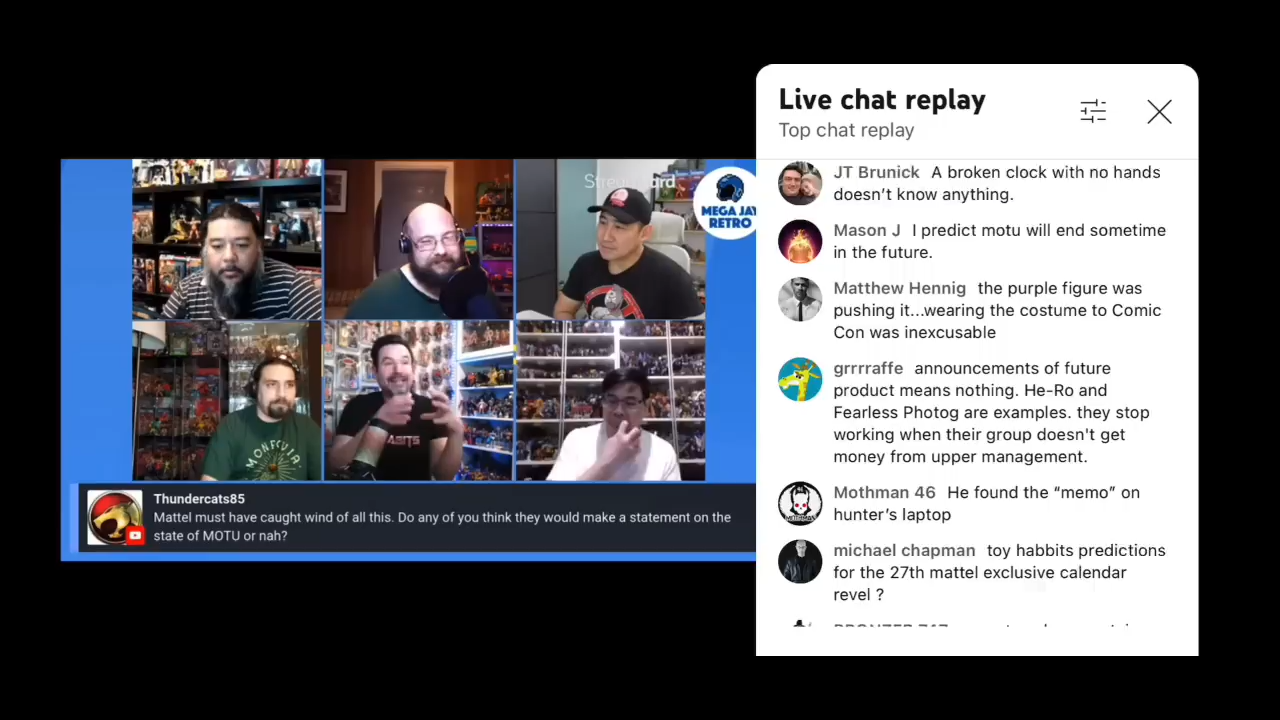 StreamYard
MEGA JAY
RETRO
MONROVIA
Thundercats85
Mattel must have caught wind of all this. Do any of you think they would make a statement on the
state of MOTU or nah?
Live chat replay
Top chat replay
JT Brunick A broken clock with no hands
doesn’t know anything.
Mason J I predict motu will end sometime
in the future.
Matthew Hennig the purple figure was
pushing it...wearing the costume to Comic
Con was inexcusable
grrrraffe announcements of future
product means nothing. He-Ro and
Fearless Photog are examples. they stop
working when their group doesn't get
money from upper management.
Mothman 46 He found the “memo” on
hunter’s laptop
michael chapman toy habbits predictions
for the 27th mattel exclusive calendar
revel ?